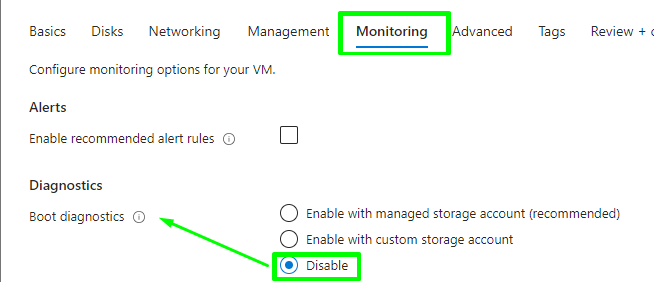 Basics Disks Networking Management Monitoring Advanced Tags Review +
Configure monitoring options for your VM.
Alerts
Enable recommended alert rules
Diagnostics
Boot diagnostics
Enable with managed storage account (recommended)
Enable with custom storage account
Disable